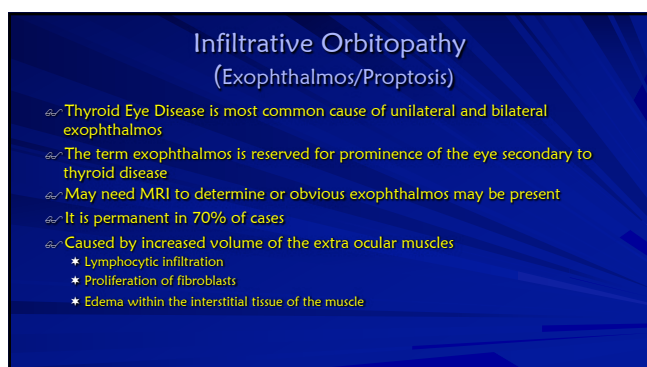 Infiltrative Orbitopathy
(Exophthalmos/Proptosis)
Thyroid Eye Disease is most common cause of unilateral and bilateral
exophthalmos
The term exophthalmos is reserved for prominence of the eye secondary to
thyroid disease
May need MRI to determine or obvious exophthalmos may be present
It is permanent in 70% of cases
Caused by increased volume of the extra ocular muscles
Lymphocytic infiltration
Proliferation of fibroblasts
Edema within the interstitial tissue of the muscle